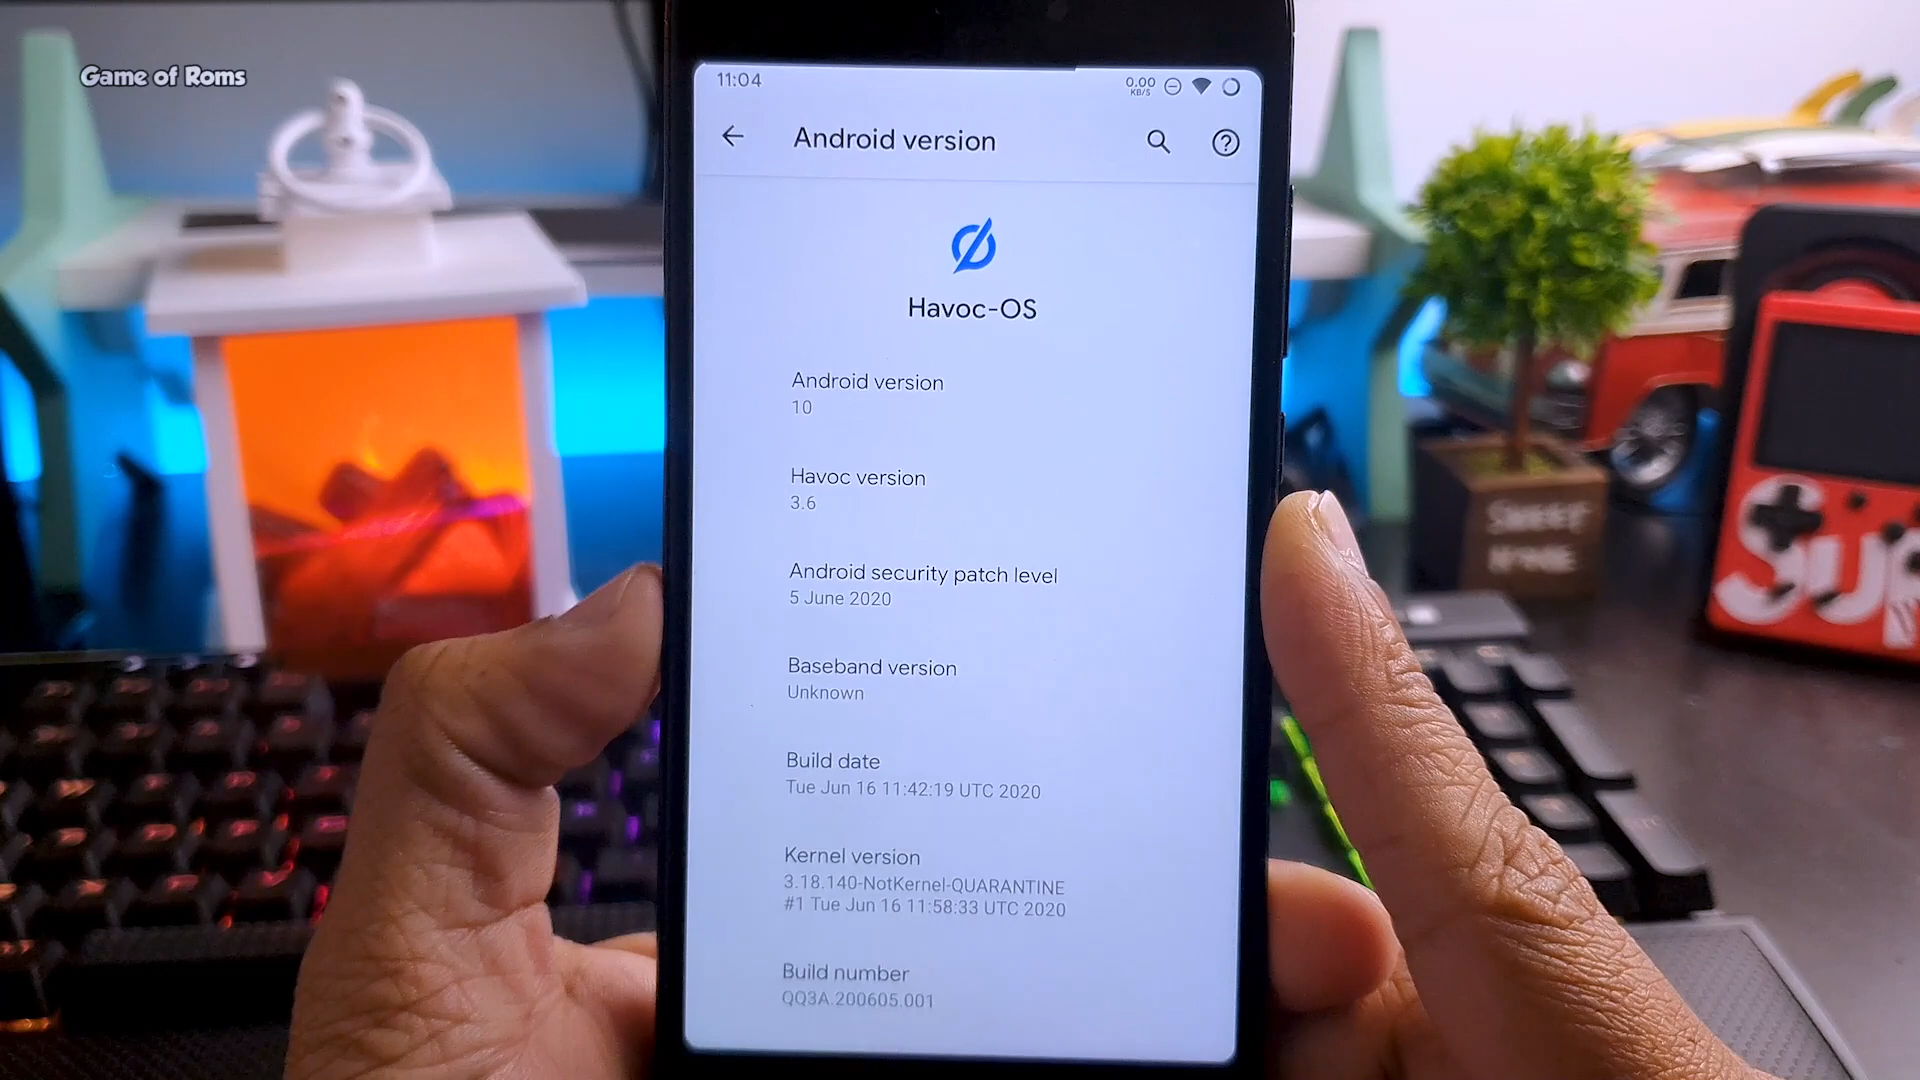 Game of Roms
11:04
0.00
KB/S
Android version
Havoc-OS
Android version
10
Havoc version
3.6
Android security patch level
5 June 2020
Baseband version
Unknown
Build date
Tue Jun 16 11:42:19 UTC 2020
Kernel version
3.18.140-NotKernel-QUARANTINE
#1 Tue Jun 16 11:58:33 UTC 2020
Build number
QQ3A.200605.001
SWEET
HOME
SUP